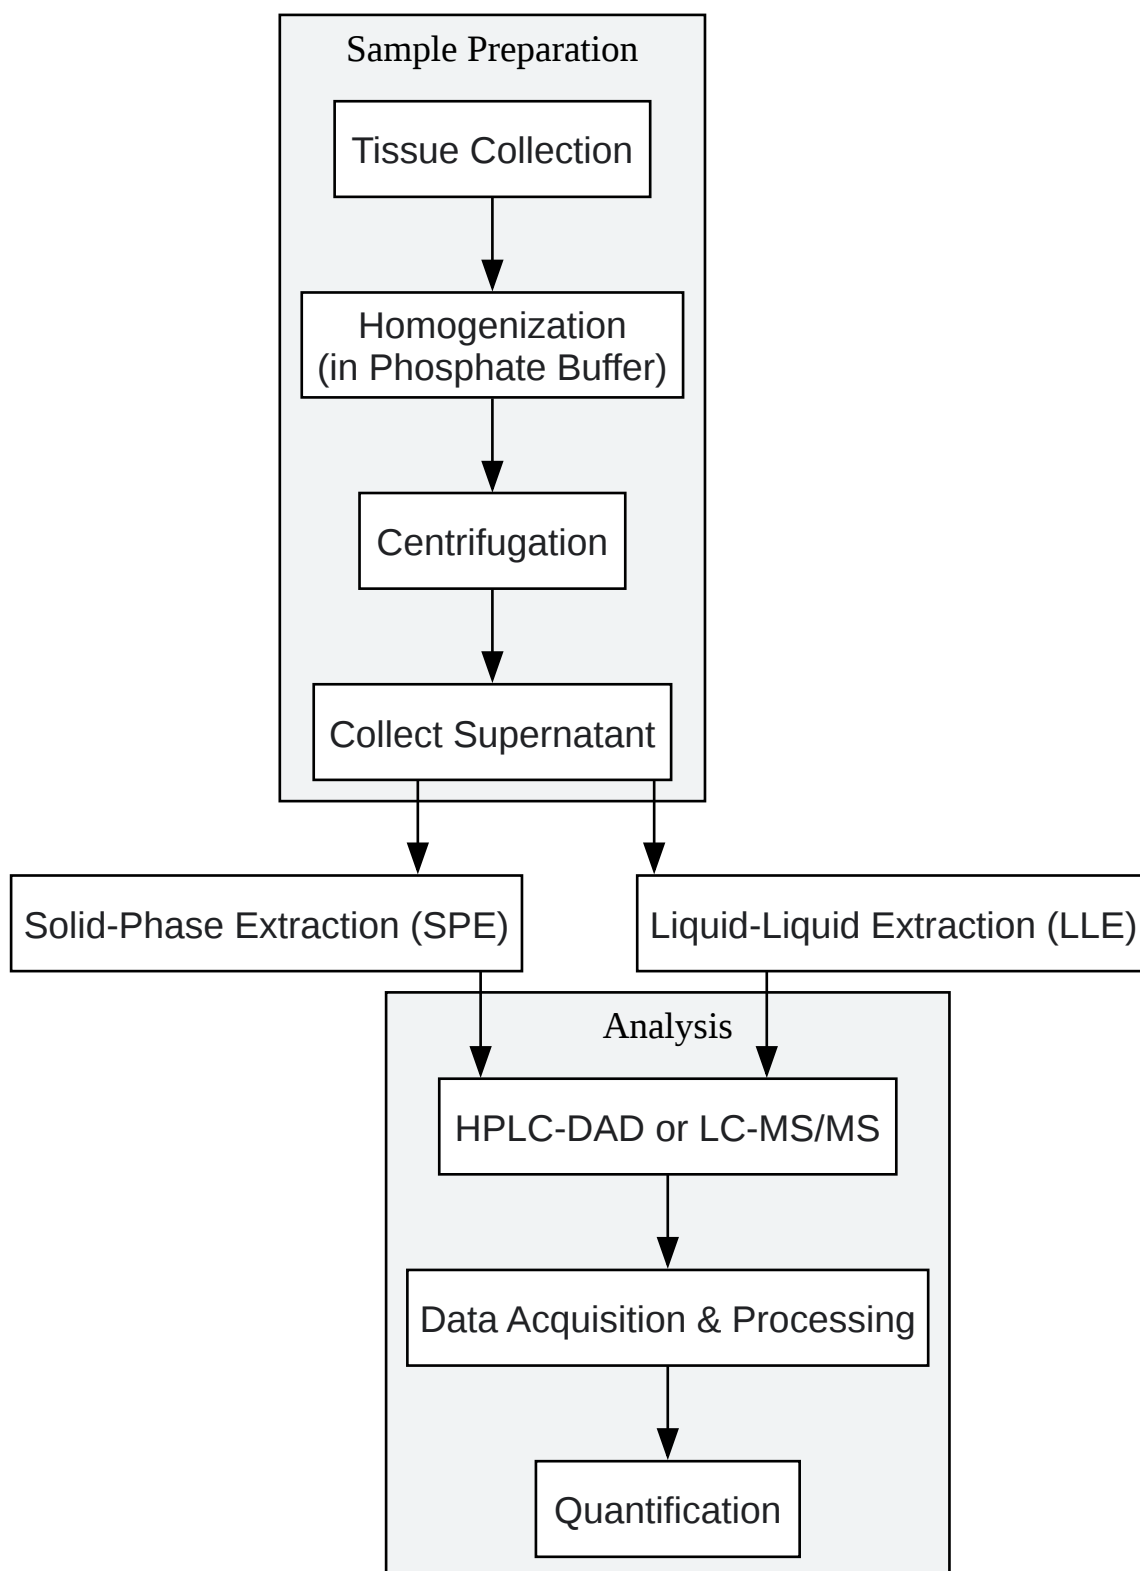 Sample Preparation
Tissue Collection
Homogenization
(in Phosphate Buffer)
Centrifugation
Collect Supernatant
Solid-Phase Extraction (SPE)
Liquid-Liquid Extraction (LLE)
Analysis
HPLC-DAD or LC-MS/MS
Data Acquisition & Processing
Quantification